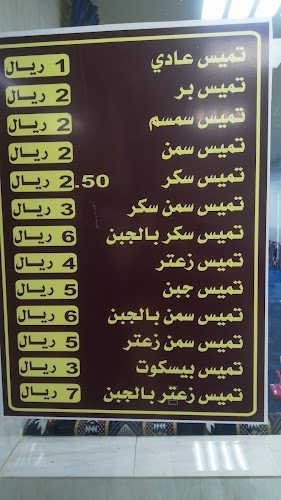 تميس عادي 1 ريال
تميس بر 2 ريال
تميس سمسم 2 ريال
تميس سمن 2 ريال
تميس سكر 2.50 ريال
تميس سمن سكر 3 ريال
تميس سكر بالجبن 6 ريال
تميس زعتر 4 ريال
تميس جبن 5 ريال
تميس سمن بالجبن 6 ريال
تميس سمن زعتر 5 ريال
تميس بيسكوت 3 ريال
تميس زعتر بالجبن 7 ريال